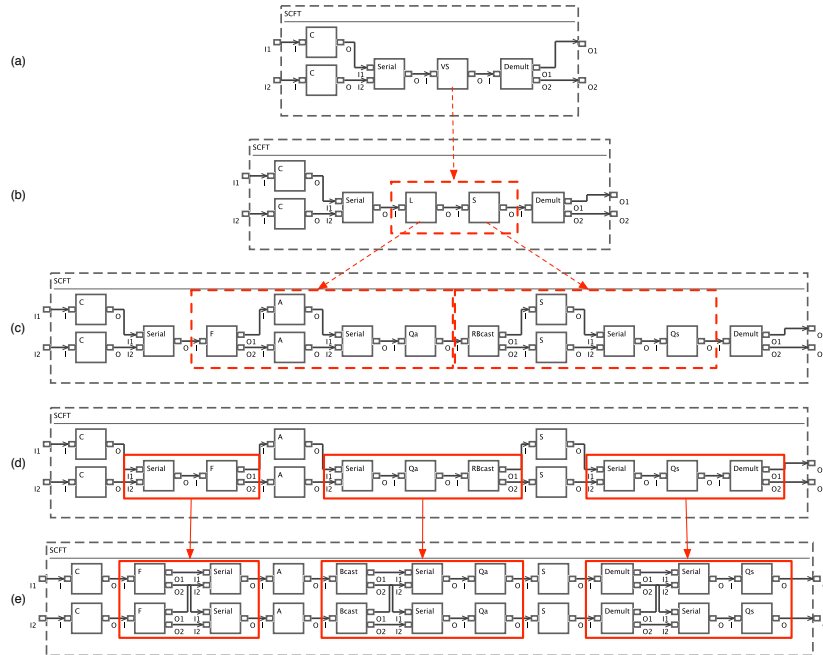 SCFT
(a)
I1 I C O
I2 I C O
I1 I2 Serial O
I VS O
I Demult O1 O2
O1
O2
SCFT
(b)
I1 I C O
I2 I C O
I1 I2 Serial O
I L O
I S O
I Demult O1 O2
O1
O2
SCFT
(c)
I1 I C O
I2 I C O
I1 I2 Serial O
I F O1 O2
I A O
I A O
I1 I2 Serial O
I Qa O
I RBcast O1 O2
I S O
I S O
I1 I2 Serial O
I Qs O
I Demult O1 O2
O
O
SCFT
(d)
I1 I C O
I2 I C O
I1 I2 Serial O
I F O1 O2
I A O
I A O
I1 I2 Serial O
I Qa O
I RBcast O1 O2
I S O
I S O
I1 I2 Serial O
I Qs O
I Demult O1 O2
O
O
SCFT
(e)
I1 I C O
I F O1 O2
I1 I2 Serial O
I A O
I Bcast O1 O2
I1 I2 Serial O
I Qa O
I S O
I Demult O1 O2
I1 I2 Serial O
I Qs O
I2 I C O
I F O1 O2
I1 I2 Serial O
I A O
I Bcast O1 O2
I1 I2 Serial O
I Qa O
I S O
I Demult O1 O2
I1 I2 Serial O
I Qs O